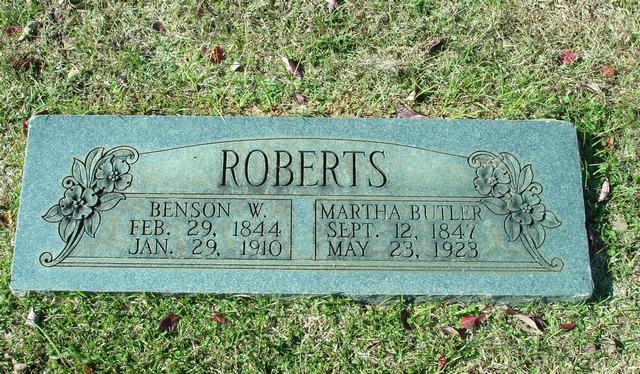 ROBERTS
BENSON W.
FEB. 29, 1844
JAN. 29, 1910
MARTHA BUTLER
SEPT. 12, 1847
MAY 23, 1923